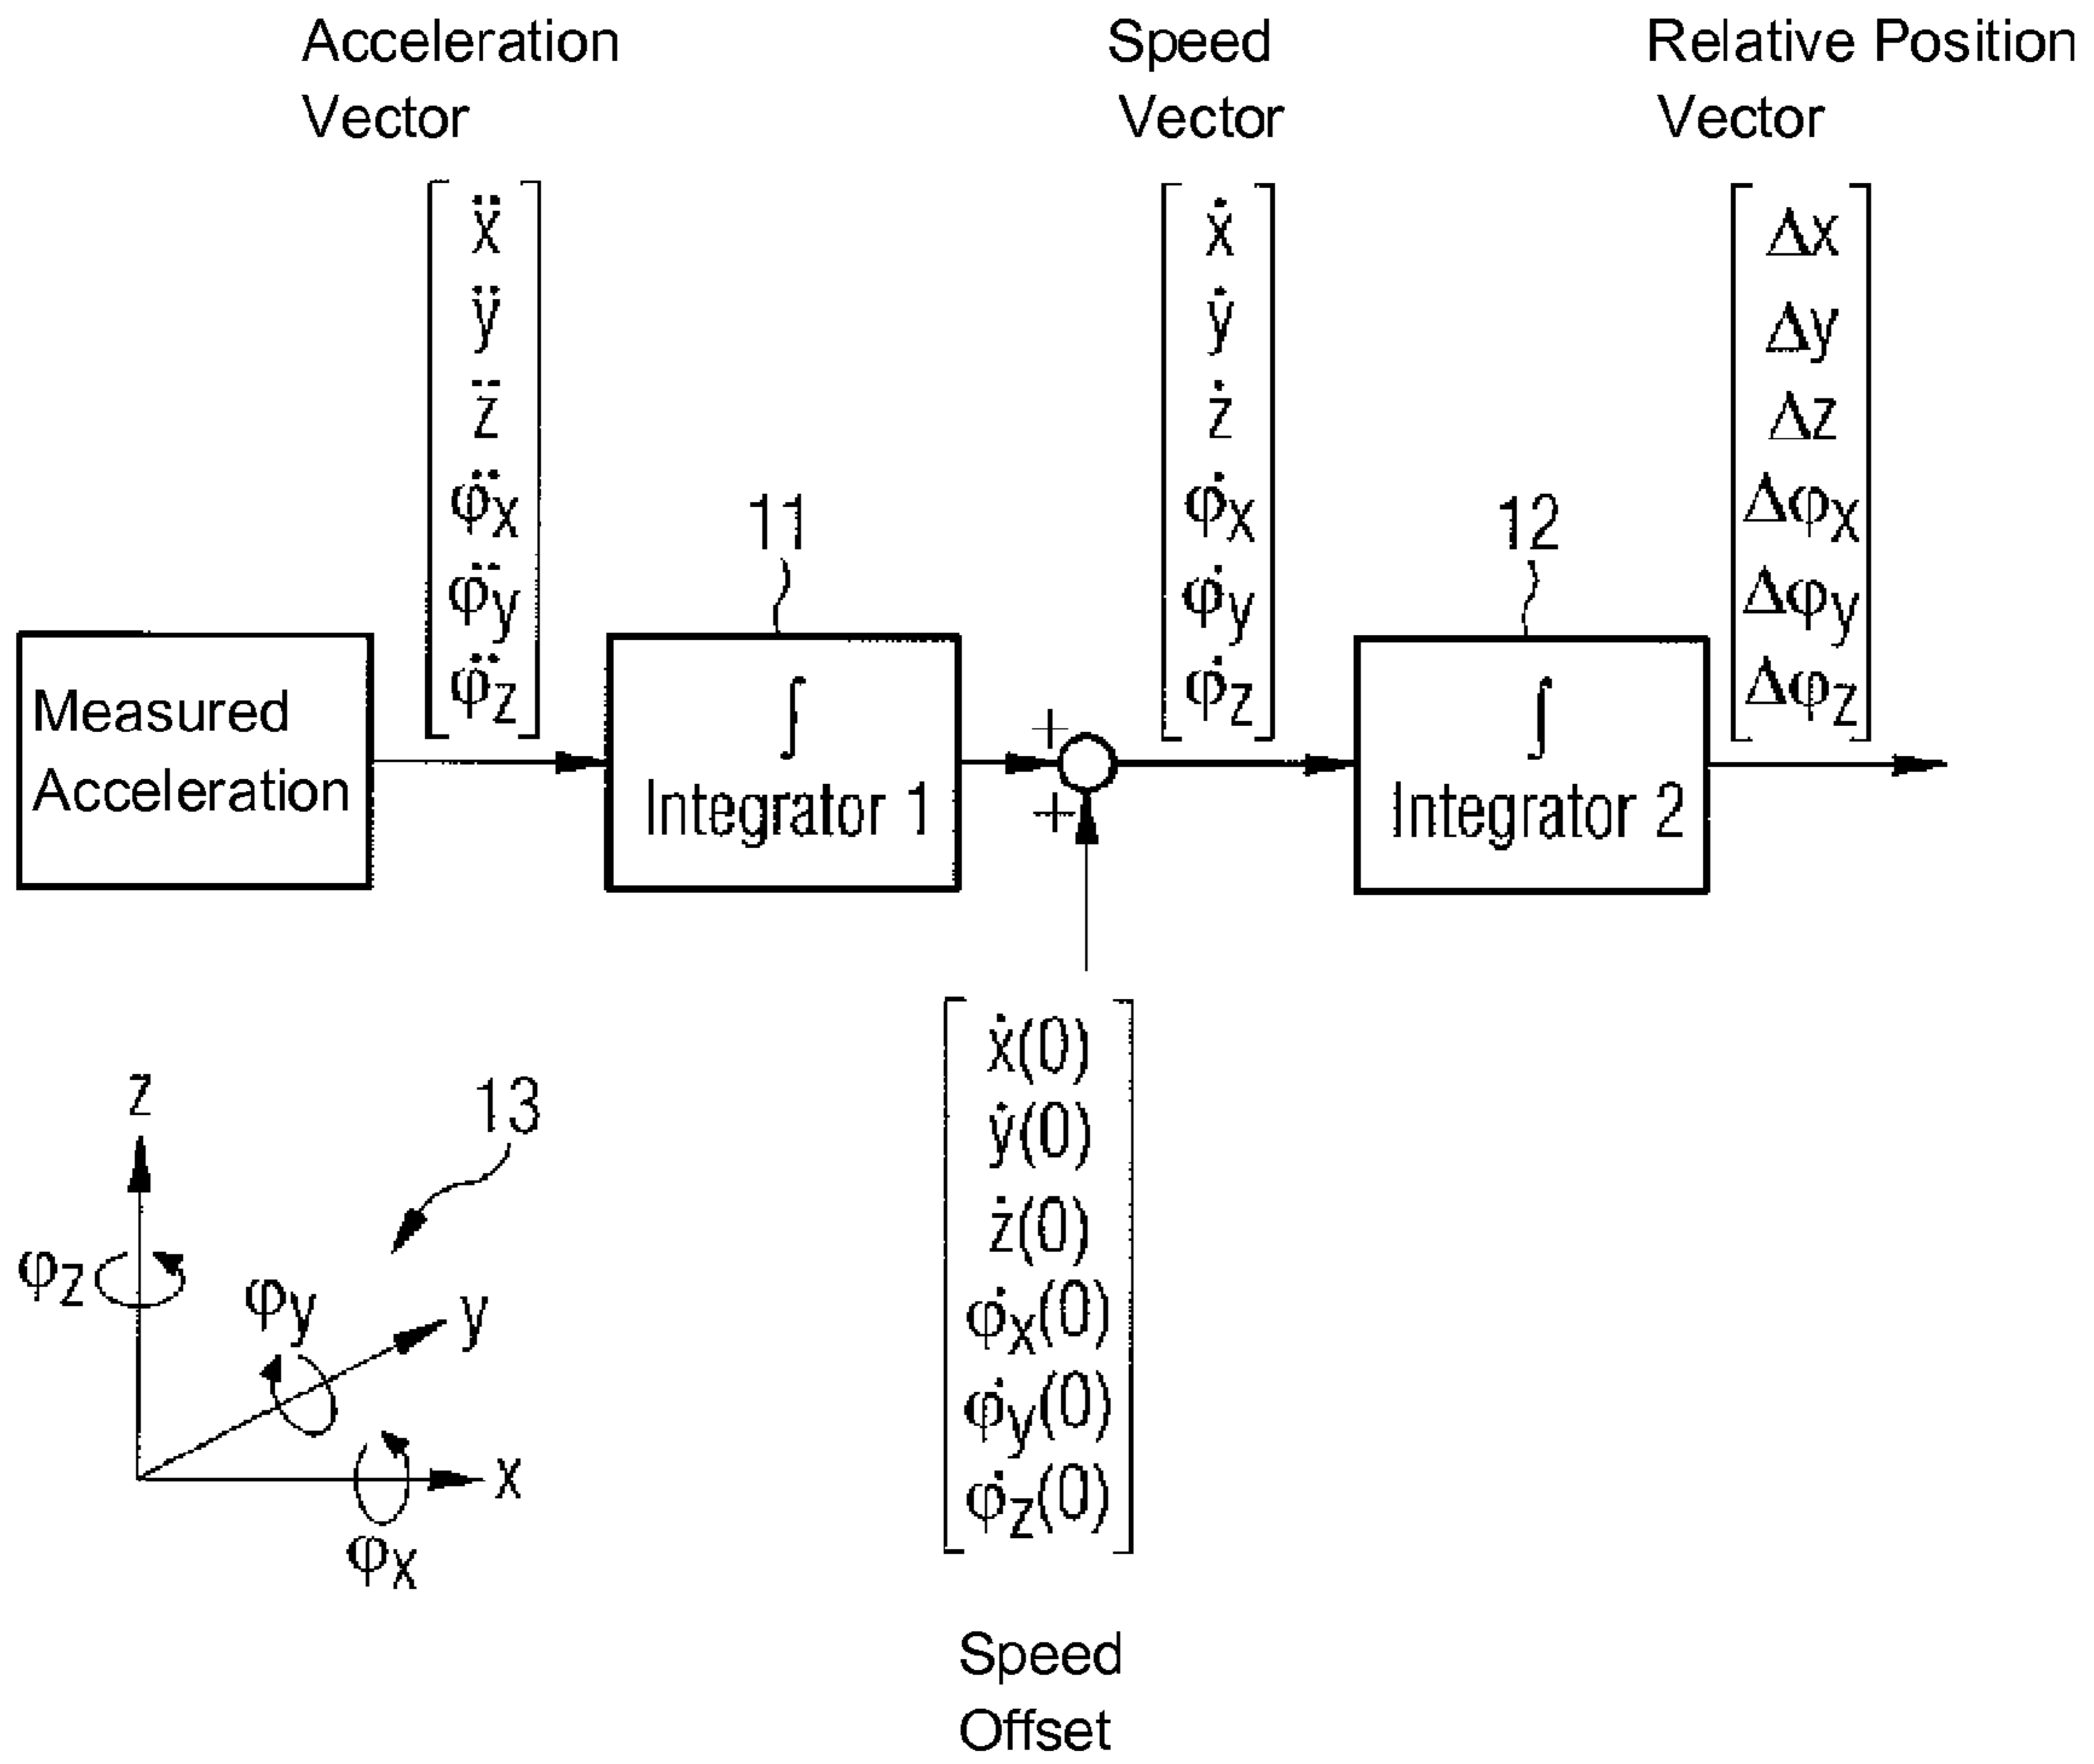 Acceleration
Vector
Speed
Vector
Relative Position
Vector
ẍ
ÿ
z̈
φ̈x
φ̈y
φ̈z
ẋ
ẏ
ż
φ̇x
φ̇y
φ̇z
Δx
Δy
Δz
Δφx
Δφy
Δφz
11
12
Measured
Acceleration
∫
Integrator 1
+
+
∫
Integrator 2
ẋ(0)
ẏ(0)
ż(0)
φ̇x(0)
φ̇y(0)
φ̇z(0)
Speed
Offset
z
13
φz
φy
y
x
φx